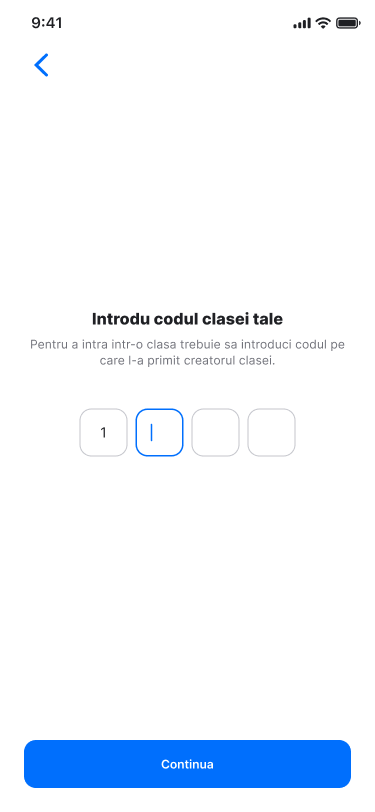 9:41
Introdu codul clasei tale
Pentru a intra intr-o clasa trebuie sa introduci codul pe
care l-a primit creatorul clasei.
1
Continua